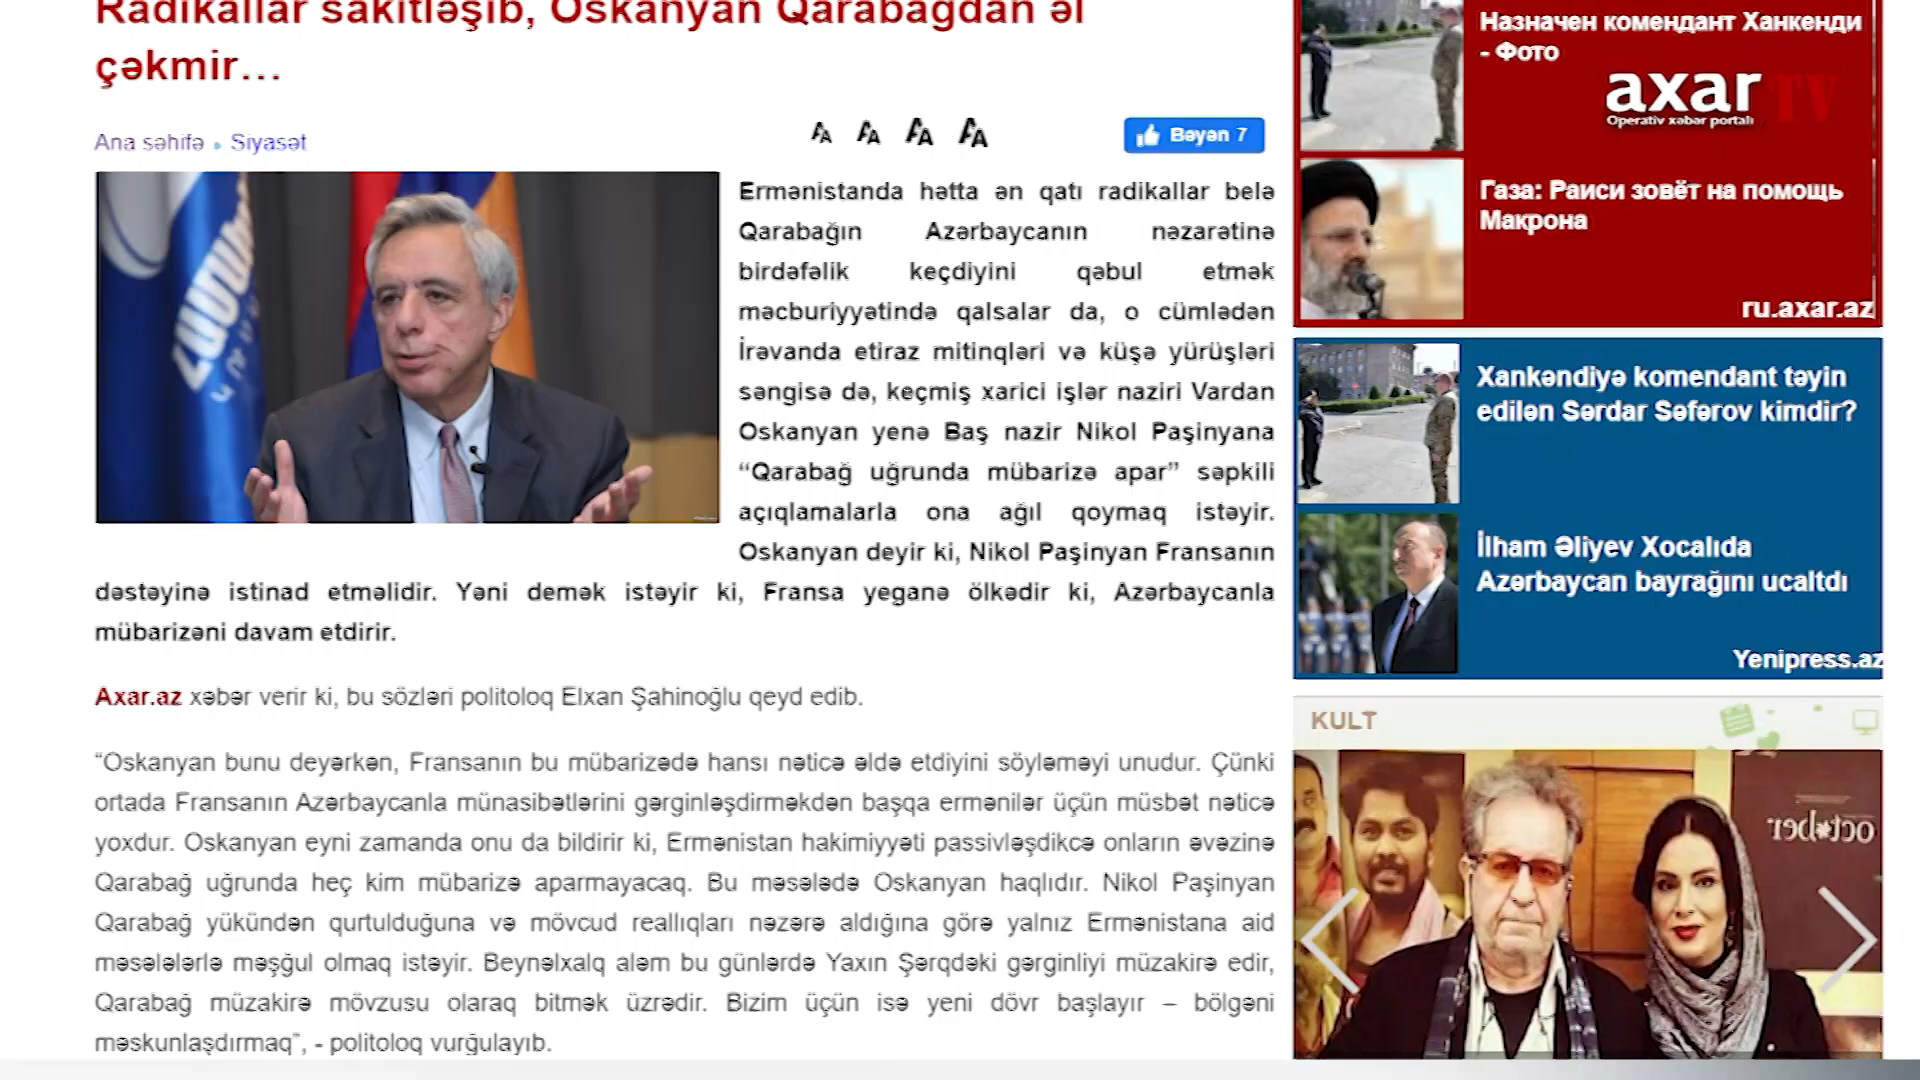 Radikallar sakitləşib, Oskanyan Qarabağdan əl
çəkmir...
Ana səhifə • Siyasət
Bəyən 7
Ermənistanda hətta ən qatı radikallar belə
Qarabağın Azərbaycanın nəzarətinə
birdəfəlik keçdiyini qəbul etmək
məcburiyyətində qalsalar da, o cümlədən
İrəvanda etiraz mitinqləri və küşə yürüşləri
səngisə də, keçmiş xarici işlər naziri Vardan
Oskanyan yenə Baş nazir Nikol Paşinyana
“Qarabağ uğrunda mübarizə apar” səpkili
açıqlamalarla ona ağıl qoymaq istəyir.
Oskanyan deyir ki, Nikol Paşinyan Fransanın
dəstəyinə istinad etməlidir. Yəni demək istəyir ki, Fransa yeganə ölkədir ki, Azərbaycanla
mübarizəni davam etdirir.
Axar.az xəbər verir ki, bu sözləri politoloq Elxan Şahinoğlu qeyd edib.
“Oskanyan bunu deyərkən, Fransanın bu mübarizədə hansı nəticə əldə etdiyini söyləməyi unudur. Çünki
ortada Fransanın Azərbaycanla münasibətlərini gərginləşdirməkdən başqa ermənilər üçün müsbət nəticə
yoxdur. Oskanyan eyni zamanda onu da bildirir ki, Ermənistan hakimiyyəti passivləşdikcə onların əvəzinə
Qarabağ uğrunda heç kim mübarizə aparmayacaq. Bu məsələdə Oskanyan haqlıdır. Nikol Paşinyan
Qarabağ yükündən qurtulduğuna və mövcud reallıqları nəzərə aldığına görə yalnız Ermənistana aid
məsələlərlə məşğul olmaq istəyir. Beynəlxalq aləm bu günlərdə Yaxın Şərqdəki gərginliyi müzakirə edir,
Qarabağ müzakirə mövzusu olaraq bitmək üzrədir. Bizim üçün isə yeni dövr başlayır – bölgəni
məskunlaşdırmaq”, - politoloq vurğulayıb.
Назначен комендант Ханкенди
- Фото
axar TV
Operativ xəbər portalı
Газа: Раиси зовёт на помощь
Макрона
ru.axar.az
Xankəndiyə komendant təyin
edilən Sərdar Səfərov kimdir?
İlham Əliyev Xocalıda
Azərbaycan bayrağını ucaltdı
Yenipress.az
KULT